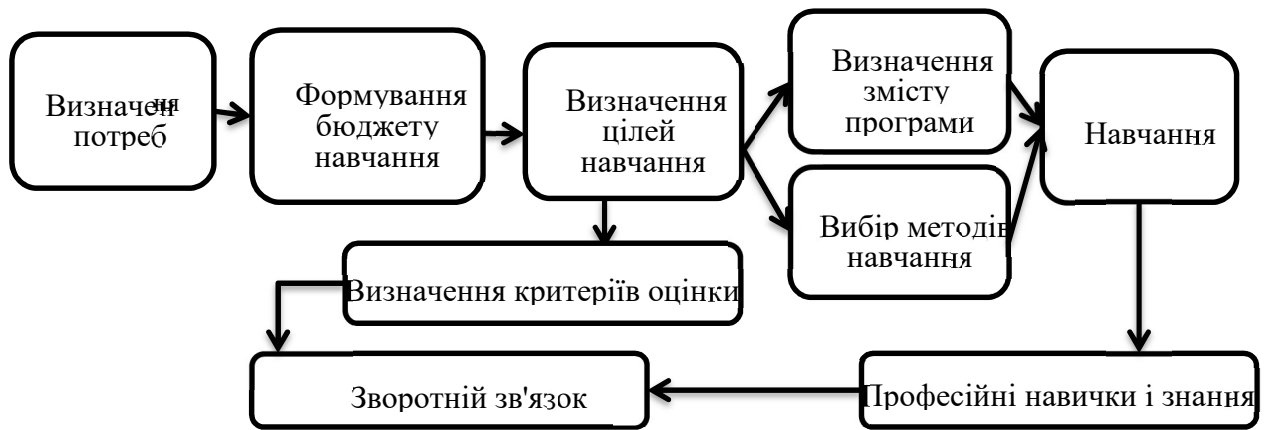 Визначення
потреб
Формування
бюджету
навчання
Визначення
цілей
навчання
Визначення
змісту
програми
Вибір методів
навчання
Навчання
Визначення критеріїв оцінки
Зворотній зв'язок
Професійні навички і знання